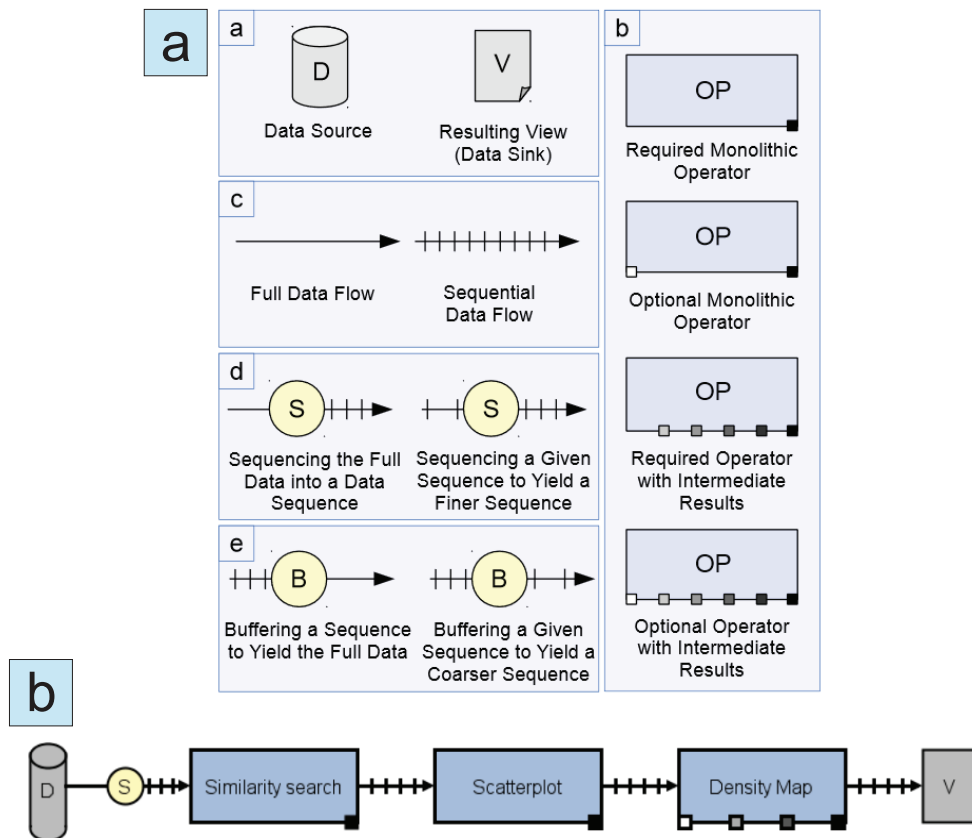 a
a
D
Data Source
V
Resulting View
(Data Sink)
b
OP
Required Monolithic
Operator
OP
Optional Monolithic
Operator
OP
Required Operator
with Intermediate
Results
OP
Optional Operator
with Intermediate
Results
c
Full Data Flow
Sequential
Data Flow
d
S
Sequencing the Full
Data into a Data
Sequence
S
Sequencing a Given
Sequence to Yield a
Finer Sequence
e
B
Buffering a Sequence
to Yield the Full Data
B
Buffering a Given
Sequence to Yield a
Coarser Sequence
b
D
S
Similarity search
Scatterplot
Density Map
V